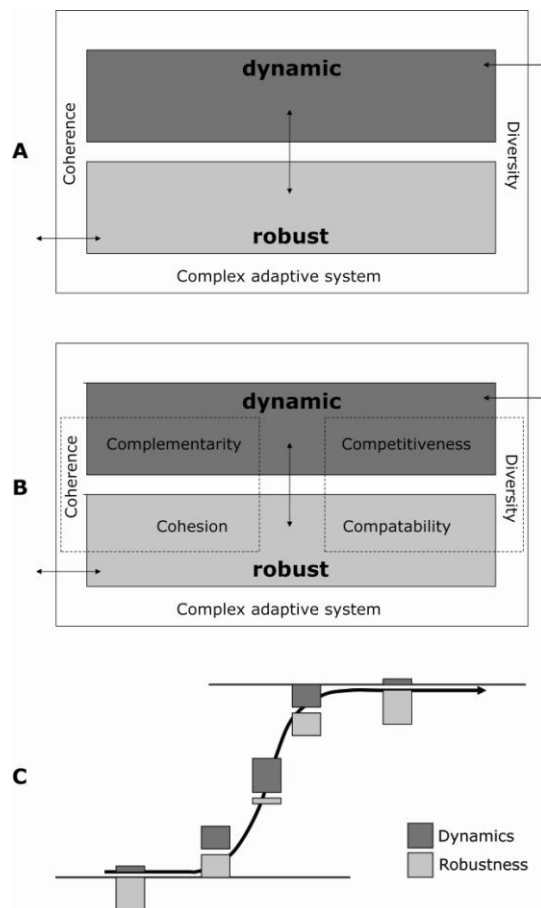 A
dynamic
Coherence
Diversity
robust
Complex adaptive system
B
dynamic
Complementarity
Competitiveness
Coherence
Diversity
Cohesion
Compatability
robust
Complex adaptive system
C
Dynamics
Robustness